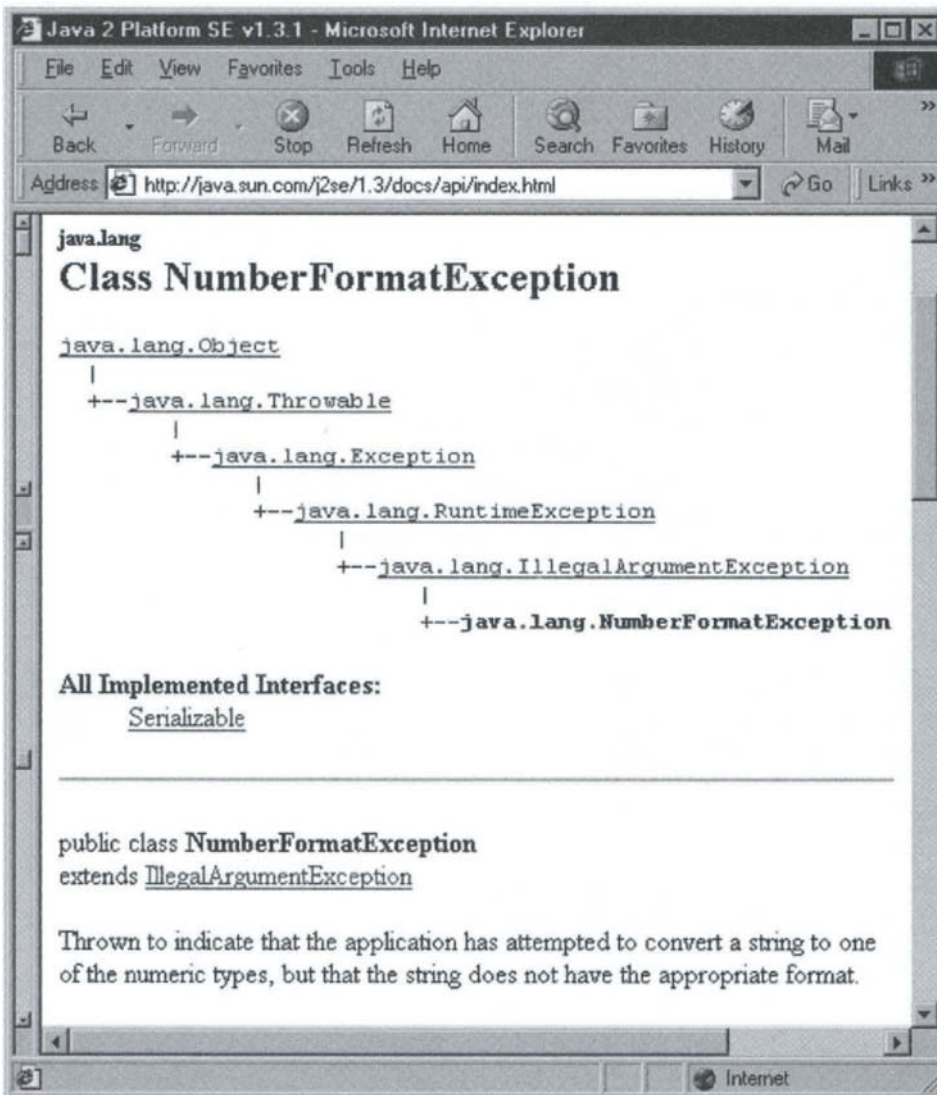 Java 2 Platform SE v1.3.1 - Microsoft Internet Explorer
File Edit View Favorites Tools Help
Back Forward Stop Refresh Home Search Favorites History Mail »
Address http://java.sun.com/j2se/1.3/docs/api/index.html Go Links »
java.lang
Class NumberFormatException
java.lang.Object
|
+--java.lang.Throwable
|
+--java.lang.Exception
|
+--java.lang.RuntimeException
|
+--java.lang.IllegalArgumentException
|
+--java.lang.NumberFormatException
All Implemented Interfaces:
Serializable
public class NumberFormatException
extends IllegalArgumentException
Thrown to indicate that the application has attempted to convert a string to one
of the numeric types, but that the string does not have the appropriate format.
Internet